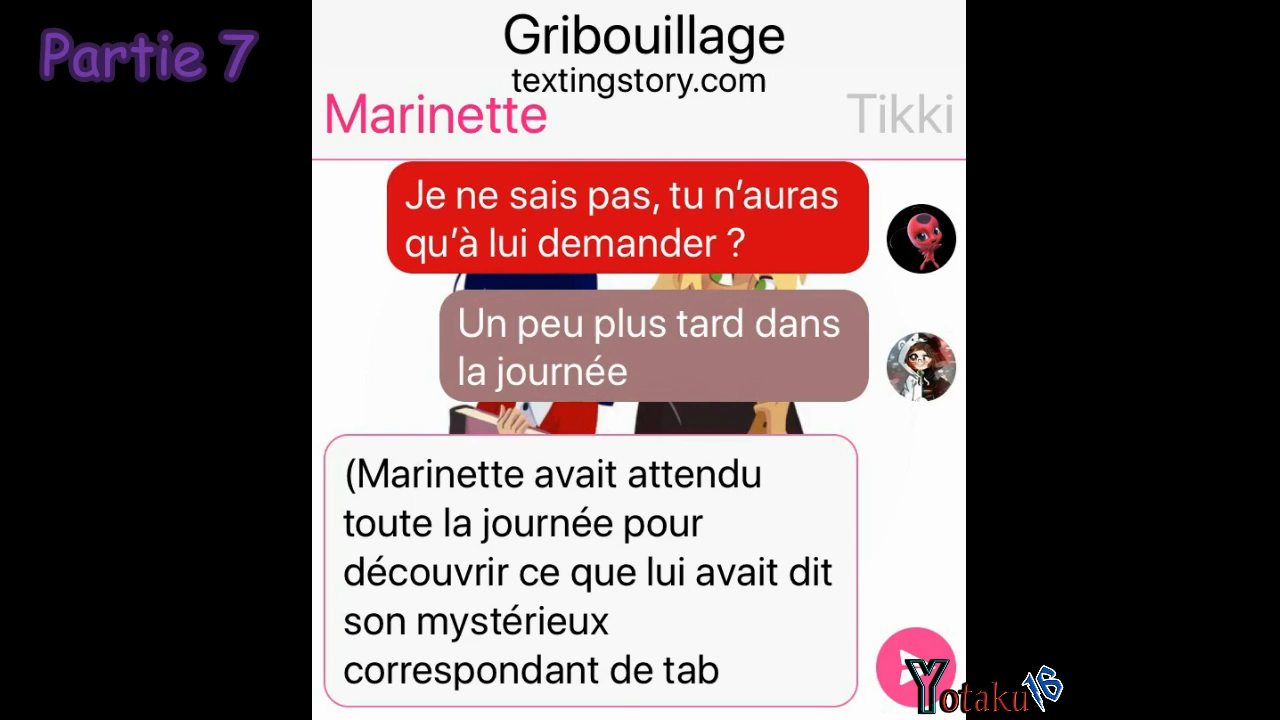 Partie 7
Gribouillage
textingstory.com
Marinette
Tikki
Je ne sais pas, tu n’auras
qu’à lui demander ?
Un peu plus tard dans
la journée
(Marinette avait attendu
toute la journée pour
découvrir ce que lui avait dit
son mystérieux
correspondant de tab
Yotaku16